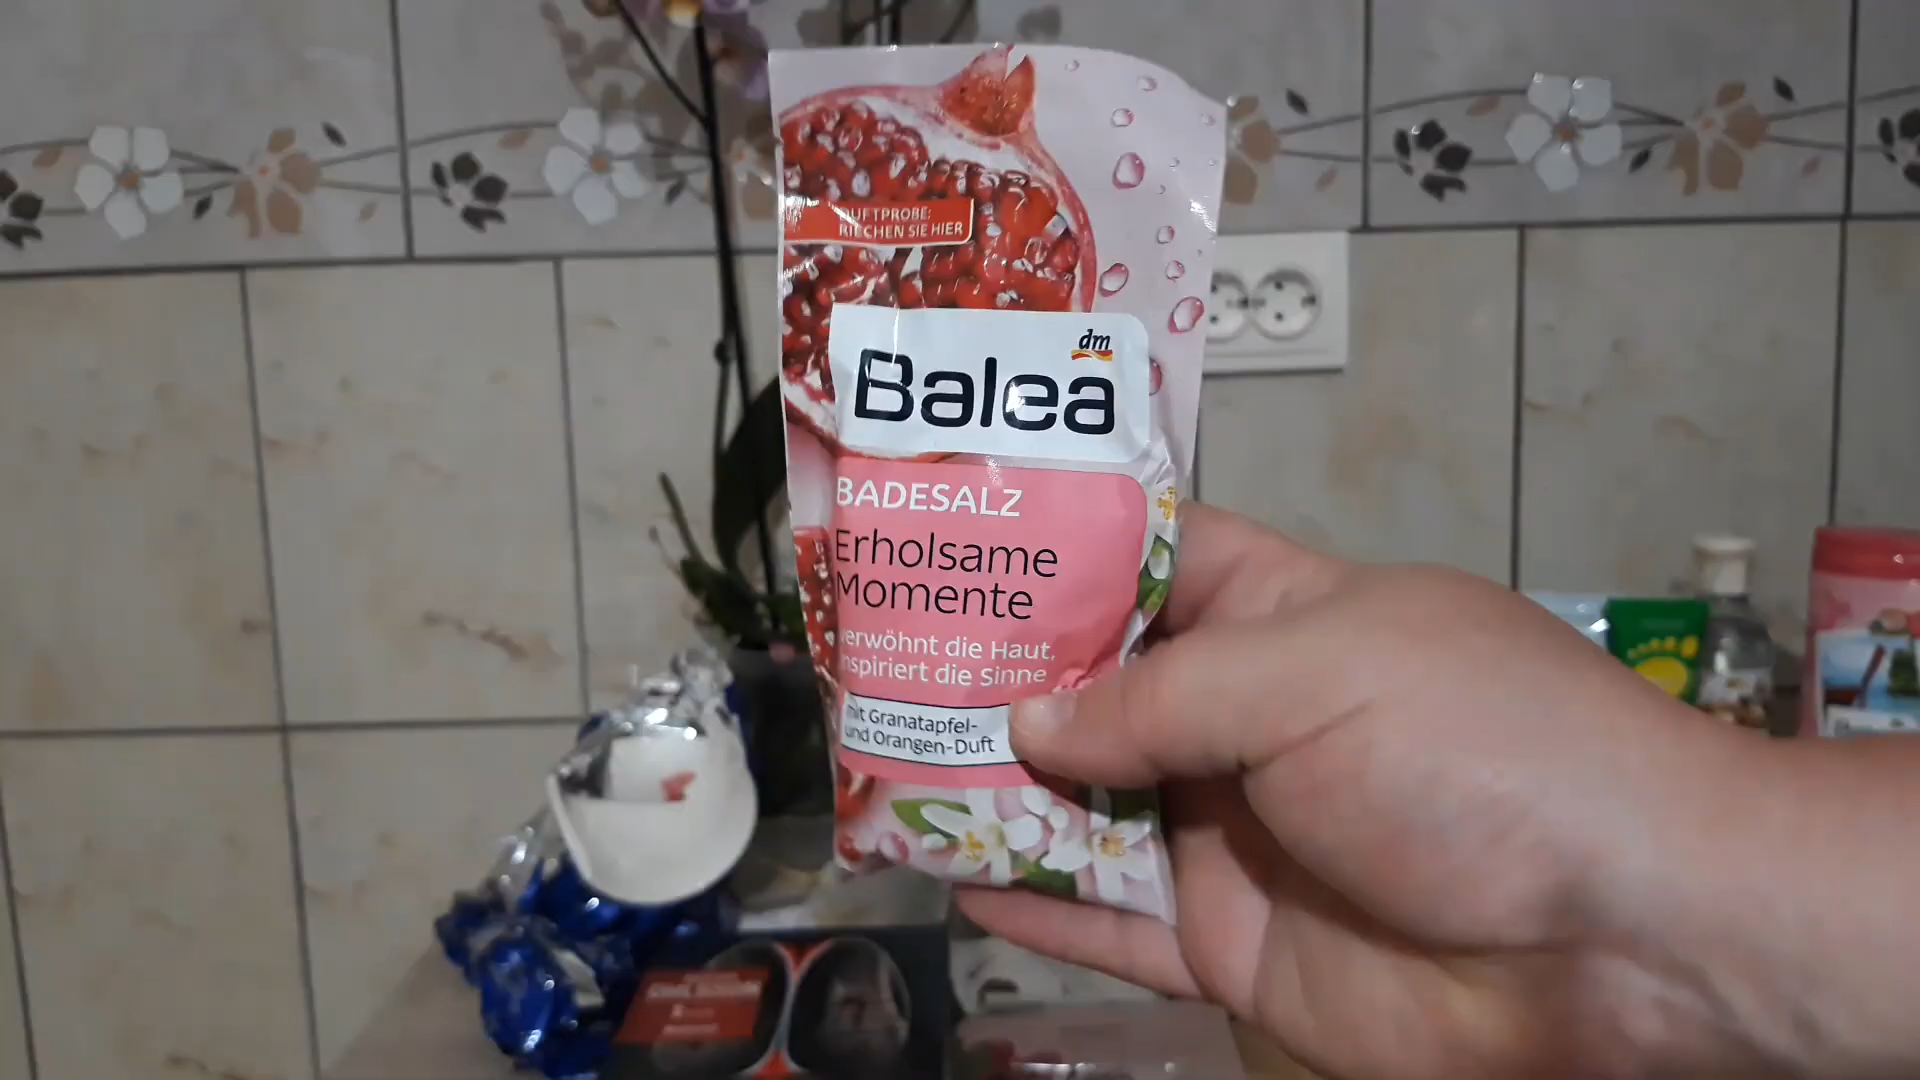 DUFTPROBE:
RIECHEN SIE HIER
dm
Balea
BADESALZ
Erholsame
Momente
verwöhnt die Haut,
inspiriert die Sinne
mit Granatapfel-
und Orangen-Duft